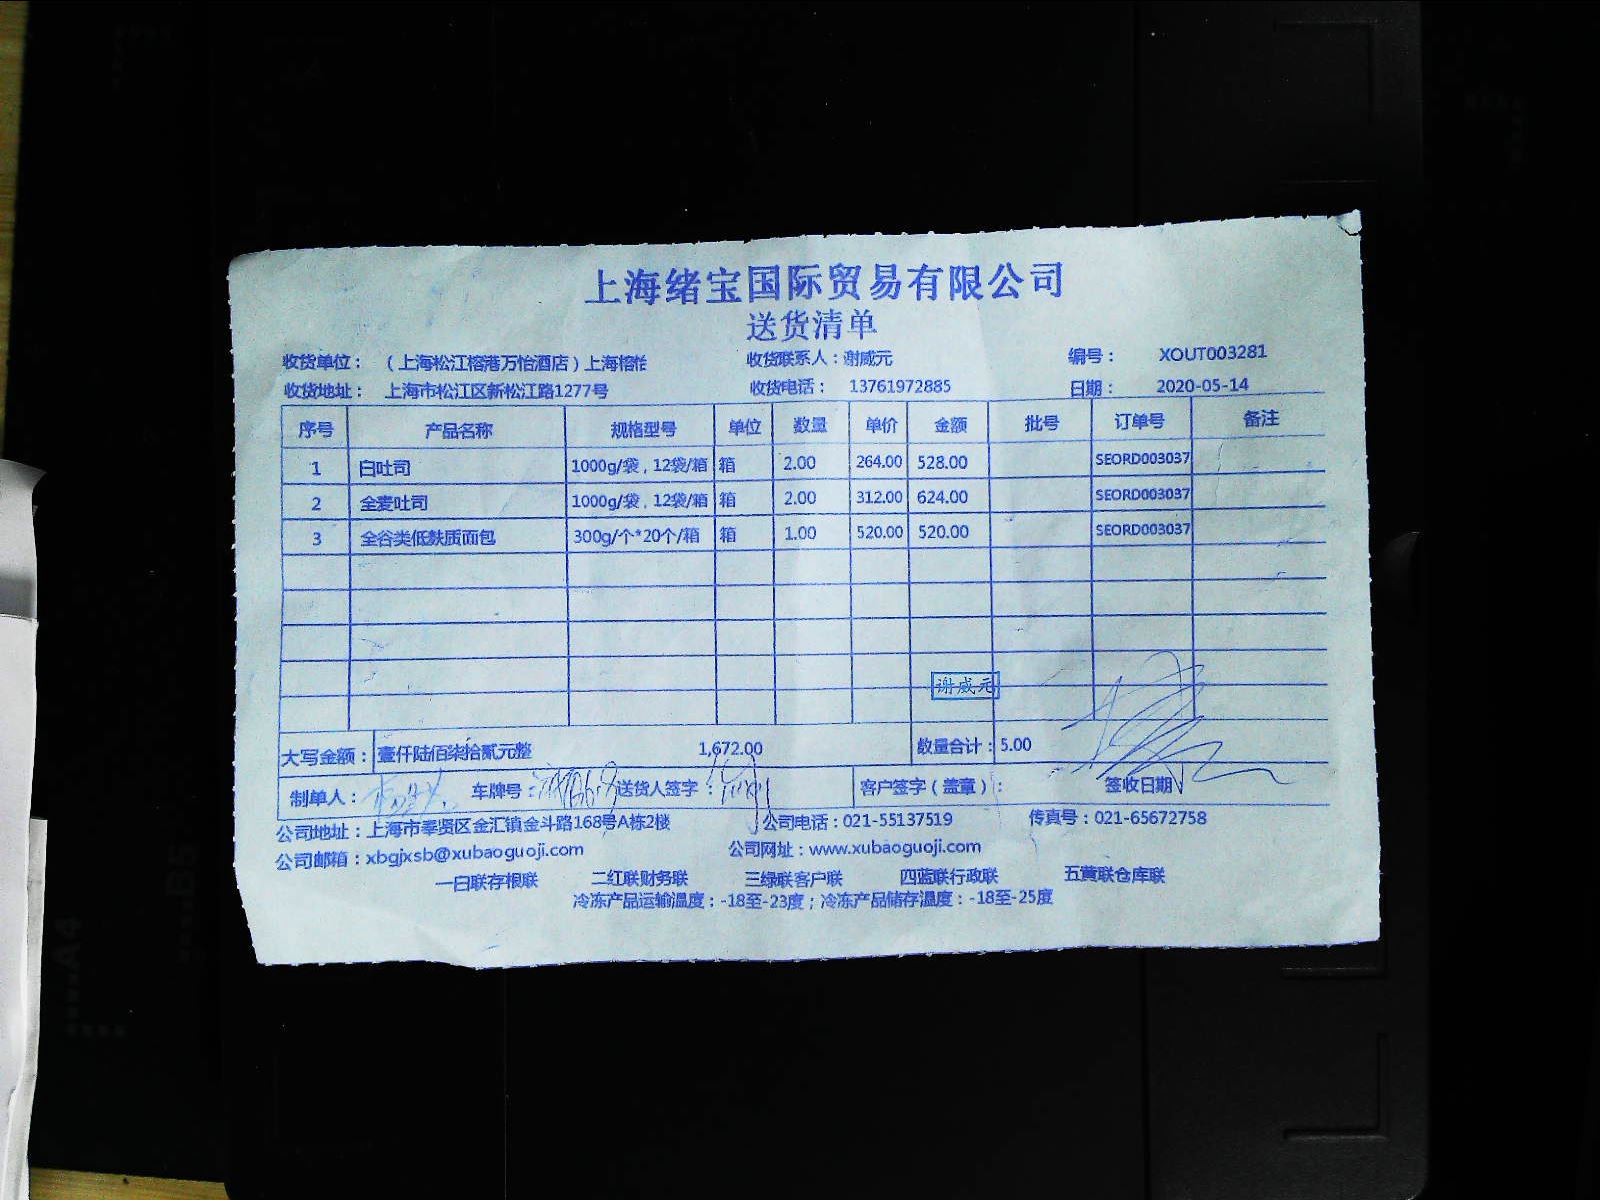 上海绪宝国际贸易有限公司
送货清单
收货单位：（上海松江榕港万怡酒店）上海榕 收货联系人：谢威元 编号： XOUT003281
收货地址： 上海市松江区新松江路1277号 收货电话： 13761972885 日期： 2020-05-14
序号 产品名称 规格型号 单位 数量 单价 金额 批号 订单号 备注
1 白吐司 1000g/袋，12袋/箱 箱 2.00 264.00 528.00 SEORD003037
2 全麦吐司 1000g/袋，12袋/箱 箱 2.00 312.00 624.00 SEORD003037
3 全谷类低麸质面包 300g/个*20个/箱 箱 1.00 520.00 520.00 SEORD003037
谢威元
大写金额： 壹仟陆佰柒拾贰元整 1,672.00 数量合计：5.00
制单人： 车牌号： 送货人签字： 客户签字（盖章）： 签收日期
公司地址：上海市奉贤区金汇镇金斗路168号A栋2楼 公司电话：021-55137519 传真号：021-65672758
公司邮箱：xbgjxsb@xubaoguoji.com 公司网址：www.xubaoguoji.com
一白联存根联 二红联财务联 三绿联客户联 四蓝联行政联 五黄联仓库联
冷冻产品运输温度：-18至-23度；冷冻产品储存温度：-18至-25度
A4
B5